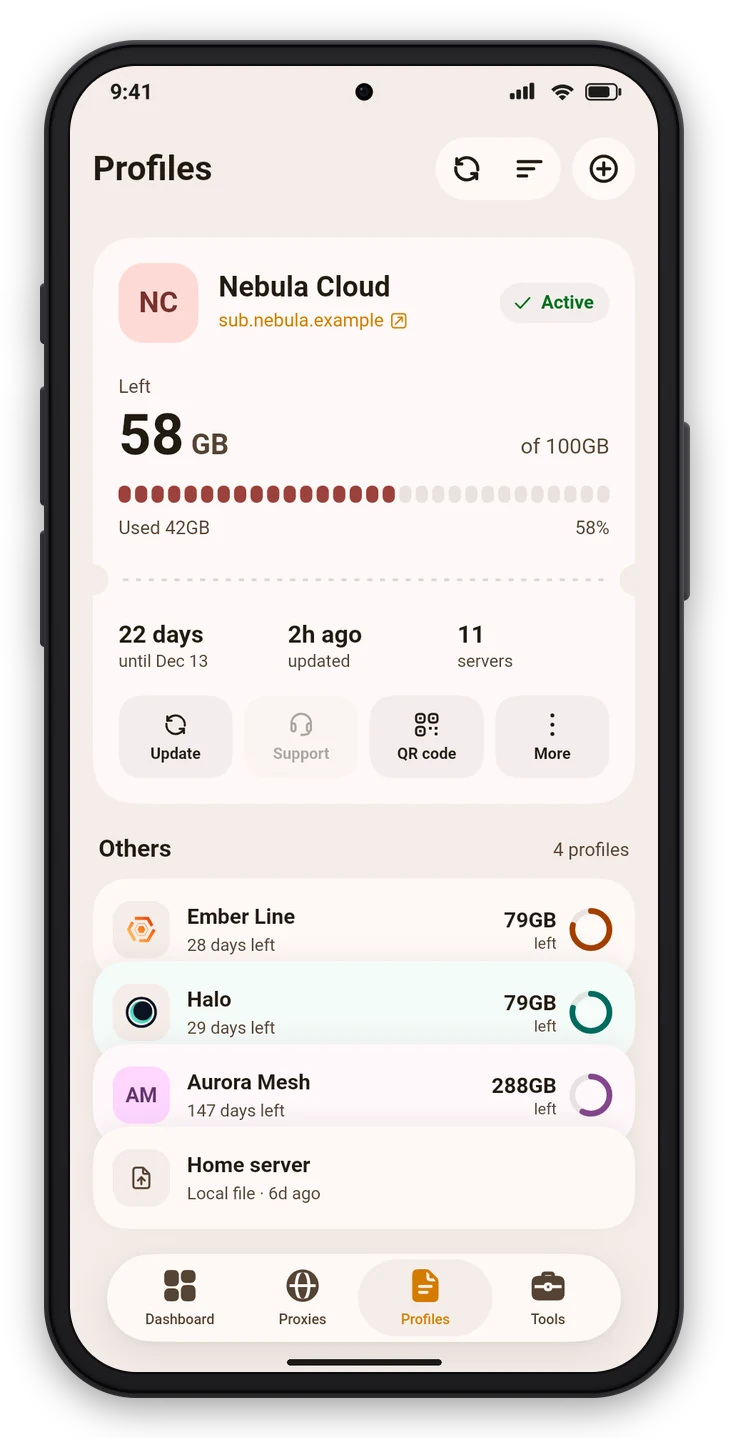 9:41
Profiles
NC
Nebula Cloud
sub.nebula.example
Active
Left
58 GB
of 100GB
Used 42GB
58%
22 days
until Dec 13
2h ago
updated
11
servers
Update
Support
QR code
More
Others
4 profiles
Ember Line
28 days left
79GB
left
Halo
29 days left
79GB
left
AM
Aurora Mesh
147 days left
288GB
left
Home server
Local file · 6d ago
Dashboard
Proxies
Profiles
Tools